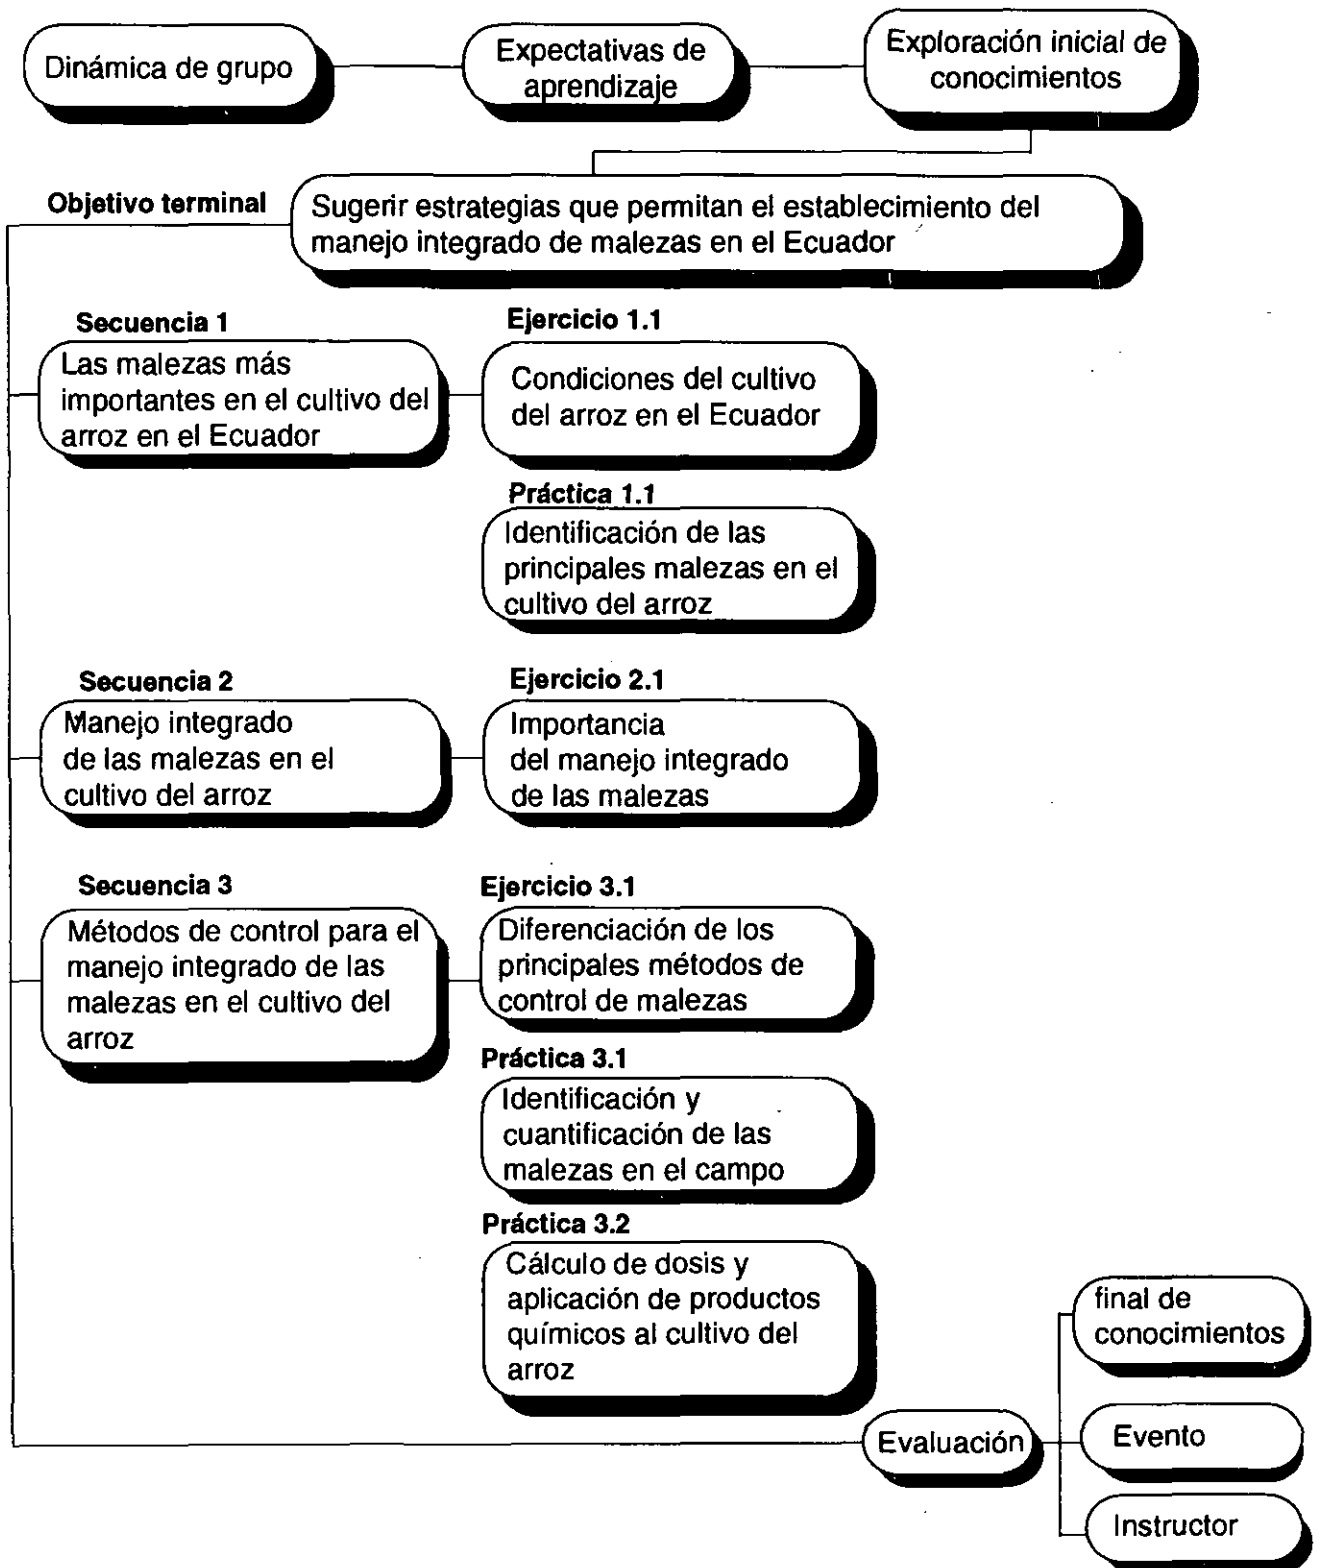 Dinámica de grupo
Expectativas de
aprendizaje
Exploración inicial de
conocimientos
Objetivo terminal
Sugerir estrategias que permitan el establecimiento del
manejo integrado de malezas en el Ecuador
Secuencia 1
Las malezas más
importantes en el cultivo del
arroz en el Ecuador
Ejercicio 1.1
Condiciones del cultivo
del arroz en el Ecuador
Práctica 1.1
Identificación de las
principales malezas en el
cultivo del arroz
Secuencia 2
Manejo integrado
de las malezas en el
cultivo del arroz
Ejercicio 2.1
Importancia
del manejo integrado
de las malezas
Secuencia 3
Métodos de control para el
manejo integrado de las
malezas en el cultivo del
arroz
Ejercicio 3.1
Diferenciación de los
principales métodos de
control de malezas
Práctica 3.1
Identificación y
cuantificación de las
malezas en el campo
Práctica 3.2
Cálculo de dosis y
aplicación de productos
químicos al cultivo del
arroz
Evaluación
final de
conocimientos
Evento
Instructor